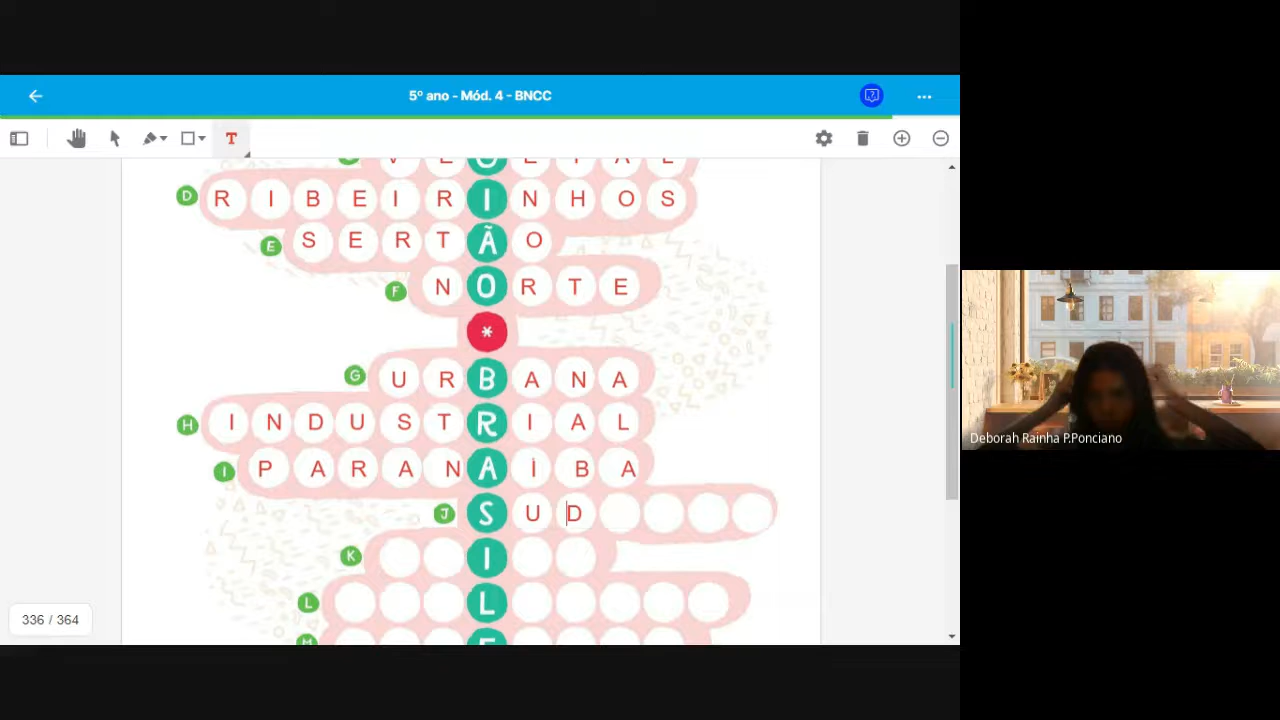 5º ano - Mód. 4 - BNCC
T
D R I B E I R I N H O S
E S E R T Ã O
F N O R T E
*
G U R B A N A
H I N D U S T R I A L
I P A R A N A Ì B A
J S U D
K I
L L
336 / 364
Deborah Rainha P.Ponciano